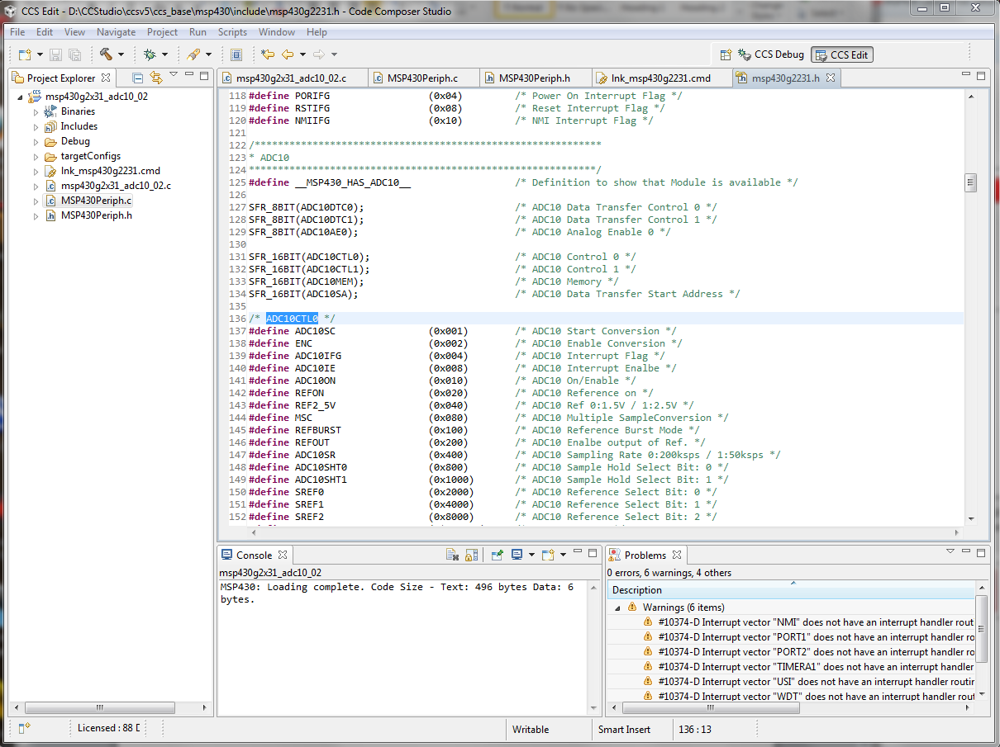 CCS Edit - D:\CCStudio\ccsv5\ccs_base\msp430\include\msp430g2231.h - Code Composer Studio
File Edit View Navigate Project Run Scripts Window Help
CCS Debug CCS Edit
Project Explorer
msp430g2x31_adc10_02
Binaries
Includes
Debug
targetConfigs
lnk_msp430g2231.cmd
msp430g2x31_adc10_02.c
MSP430Periph.c
MSP430Periph.h
msp430g2x31_adc10_02.c MSP430Periph.c MSP430Periph.h lnk_msp430g2231.cmd msp430g2231.h
118 #define PORIFG (0x04) /* Power On Interrupt Flag */
119 #define RSTIFG (0x08) /* Reset Interrupt Flag */
120 #define NMIIFG (0x10) /* NMI Interrupt Flag */
121
122 /************************************************************
123 * ADC10
124 ************************************************************/
125 #define __MSP430_HAS_ADC10__ /* Definition to show that Module is available */
126
127 SFR_8BIT(ADC10DTC0); /* ADC10 Data Transfer Control 0 */
128 SFR_8BIT(ADC10DTC1); /* ADC10 Data Transfer Control 1 */
129 SFR_8BIT(ADC10AE0); /* ADC10 Analog Enable 0 */
130
131 SFR_16BIT(ADC10CTL0); /* ADC10 Control 0 */
132 SFR_16BIT(ADC10CTL1); /* ADC10 Control 1 */
133 SFR_16BIT(ADC10MEM); /* ADC10 Memory */
134 SFR_16BIT(ADC10SA); /* ADC10 Data Transfer Start Address */
135
136 /* ADC10CTL0 */
137 #define ADC10SC (0x001) /* ADC10 Start Conversion */
138 #define ENC (0x002) /* ADC10 Enable Conversion */
139 #define ADC10IFG (0x004) /* ADC10 Interrupt Flag */
140 #define ADC10IE (0x008) /* ADC10 Interrupt Enalbe */
141 #define ADC10ON (0x010) /* ADC10 On/Enable */
142 #define REFON (0x020) /* ADC10 Reference on */
143 #define REF2_5V (0x040) /* ADC10 Ref 0:1.5V / 1:2.5V */
144 #define MSC (0x080) /* ADC10 Multiple SampleConversion */
145 #define REFBURST (0x100) /* ADC10 Reference Burst Mode */
146 #define REFOUT (0x200) /* ADC10 Enalbe output of Ref. */
147 #define ADC10SR (0x400) /* ADC10 Sampling Rate 0:200ksps / 1:50ksps */
148 #define ADC10SHT0 (0x800) /* ADC10 Sample Hold Select Bit: 0 */
149 #define ADC10SHT1 (0x1000) /* ADC10 Sample Hold Select Bit: 1 */
150 #define SREF0 (0x2000) /* ADC10 Reference Select Bit: 0 */
151 #define SREF1 (0x4000) /* ADC10 Reference Select Bit: 1 */
152 #define SREF2 (0x8000) /* ADC10 Reference Select Bit: 2 */
Console
msp430g2x31_adc10_02
MSP430: Loading complete. Code Size - Text: 496 bytes Data: 6
bytes.
Problems
0 errors, 6 warnings, 4 others
Description
Warnings (6 items)
#10374-D Interrupt vector "NMI" does not have an interrupt handler rout
#10374-D Interrupt vector "PORT1" does not have an interrupt handler ro
#10374-D Interrupt vector "PORT2" does not have an interrupt handler ro
#10374-D Interrupt vector "TIMERA1" does not have an interrupt handler
#10374-D Interrupt vector "USI" does not have an interrupt handler routin
#10374-D Interrupt vector "WDT" does not have an interrupt handler rout
Licensed : 88 D Writable Smart Insert 136 : 13